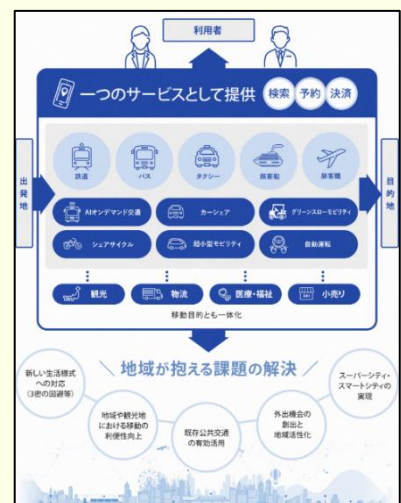 利用者
一つのサービスとして提供
検索 予約 決済
出発地
目的地
鉄道 バス タクシー 旅客船 旅客機
AIオンデマンド交通 カーシェア グリーンスローモビリティ
シェアサイクル 超小型モビリティ 自動運転
観光 物流 医療・福祉 小売り
移動目的とも一体化
地域が抱える課題の解決
新しい生活様式
への対応
(3密の回避等)
地域や観光地
における移動の
利便性向上
既存公共交通
の有効活用
外出機会の
創出と
地域活性化
スーパーシティ・
スマートシティの
実現